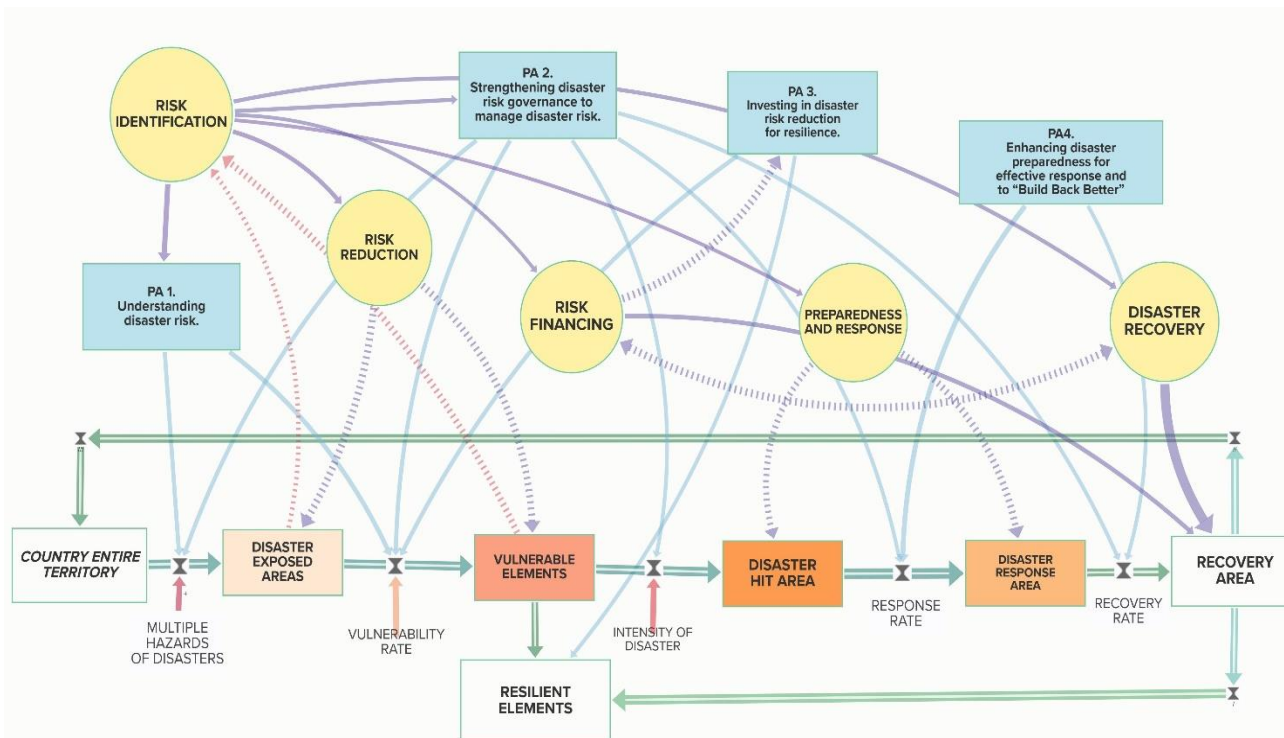 RISK
IDENTIFICATION
PA 2.
Strengthening disaster
risk governance to
manage disaster risk.
PA 3.
Investing in disaster
risk reduction
for resilience.
PA4.
Enhancing disaster
preparedness for
effective response and
to “Build Back Better”
RISK
REDUCTION
PA 1.
Understanding
disaster risk.
RISK
FINANCING
PREPAREDNESS
AND RESPONSE
DISASTER
RECOVERY
COUNTRY ENTIRE
TERRITORY
DISASTER
EXPOSED
AREAS
VULNERABLE
ELEMENTS
DISASTER
HIT AREA
DISASTER
RESPONSE
AREA
RECOVERY
AREA
MULTIPLE
HAZARDS
OF DISASTERS
VULNERABILITY
RATE
INTENSITY OF
DISASTER
RESPONSE
RATE
RECOVERY
RATE
RESILIENT
ELEMENTS